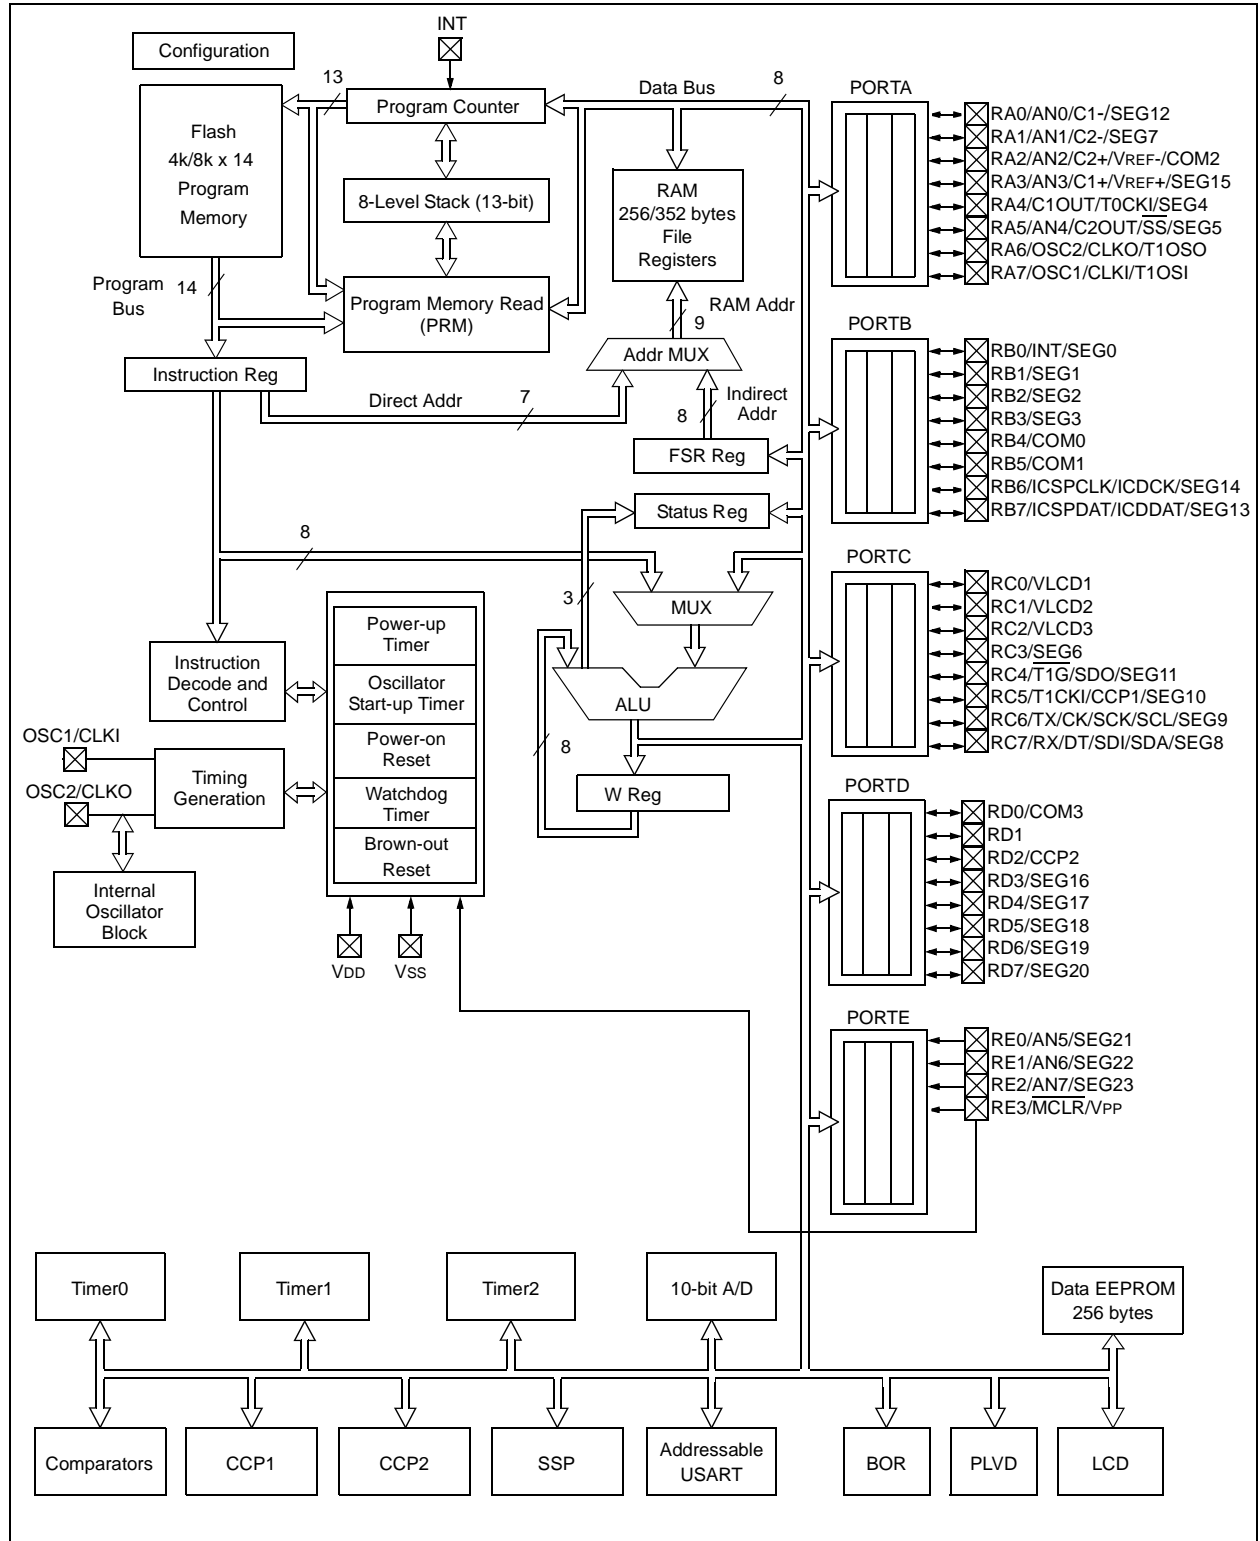 INT
Configuration
13
Program Counter
Data Bus
8
Flash
4k/8k x 14
Program
Memory
8-Level Stack (13-bit)
RAM
256/352 bytes
File
Registers
Program
Bus
14
Program Memory Read
(PRM)
RAM Addr
9
Addr MUX
Instruction Reg
Direct Addr
7
Indirect
Addr
8
FSR Reg
Status Reg
8
3
MUX
Power-up
Timer
Instruction
Decode and
Control
Oscillator
Start-up Timer
ALU
Power-on
Reset
8
OSC1/CLKI
OSC2/CLKO
Timing
Generation
Watchdog
Timer
W Reg
Brown-out
Reset
Internal
Oscillator
Block
VDD
VSS
PORTA
RA0/AN0/C1-/SEG12
RA1/AN1/C2-/SEG7
RA2/AN2/C2+/VREF-/COM2
RA3/AN3/C1+/VREF+/SEG15
RA4/C1OUT/T0CKI/SEG4
RA5/AN4/C2OUT/SS/SEG5
RA6/OSC2/CLKO/T1OSO
RA7/OSC1/CLKI/T1OSI
PORTB
RB0/INT/SEG0
RB1/SEG1
RB2/SEG2
RB3/SEG3
RB4/COM0
RB5/COM1
RB6/ICSPCLK/ICDCK/SEG14
RB7/ICSPDAT/ICDDAT/SEG13
PORTC
RC0/VLCD1
RC1/VLCD2
RC2/VLCD3
RC3/SEG6
RC4/T1G/SDO/SEG11
RC5/T1CKI/CCP1/SEG10
RC6/TX/CK/SCK/SCL/SEG9
RC7/RX/DT/SDI/SDA/SEG8
PORTD
RD0/COM3
RD1
RD2/CCP2
RD3/SEG16
RD4/SEG17
RD5/SEG18
RD6/SEG19
RD7/SEG20
PORTE
RE0/AN5/SEG21
RE1/AN6/SEG22
RE2/AN7/SEG23
RE3/MCLR/VPP
Timer0
Timer1
Timer2
10-bit A/D
Data EEPROM
256 bytes
Comparators
CCP1
CCP2
SSP
Addressable
USART
BOR
PLVD
LCD